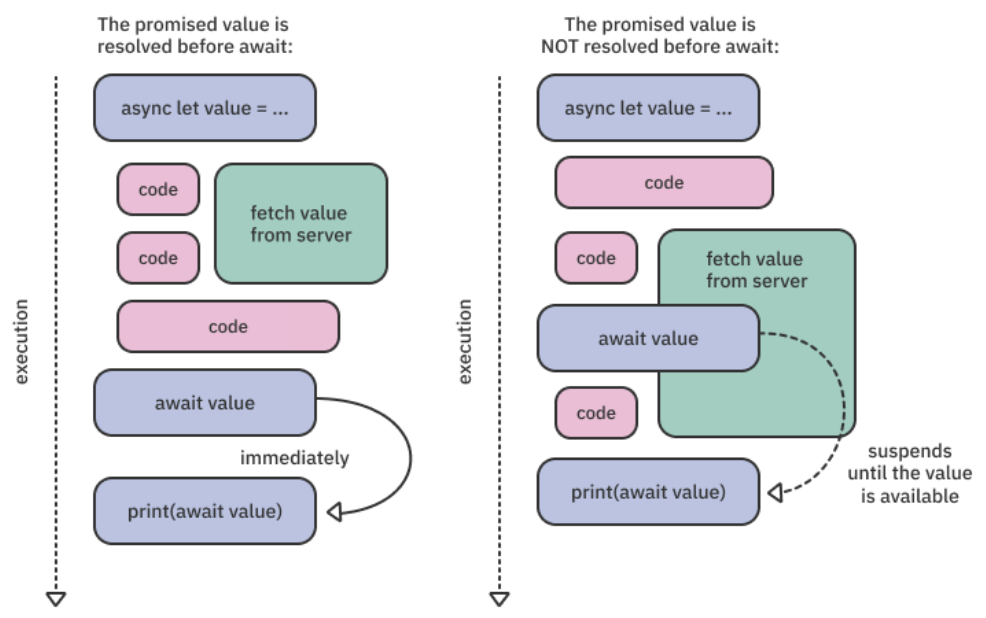 The promised value is
resolved before await:
async let value = ...
code
fetch value
from server
code
code
await value
immediately
print(await value)
execution
The promised value is
NOT resolved before await:
async let value = ...
code
code
fetch value
from server
await value
code
suspends
until the value
is available
print(await value)
execution